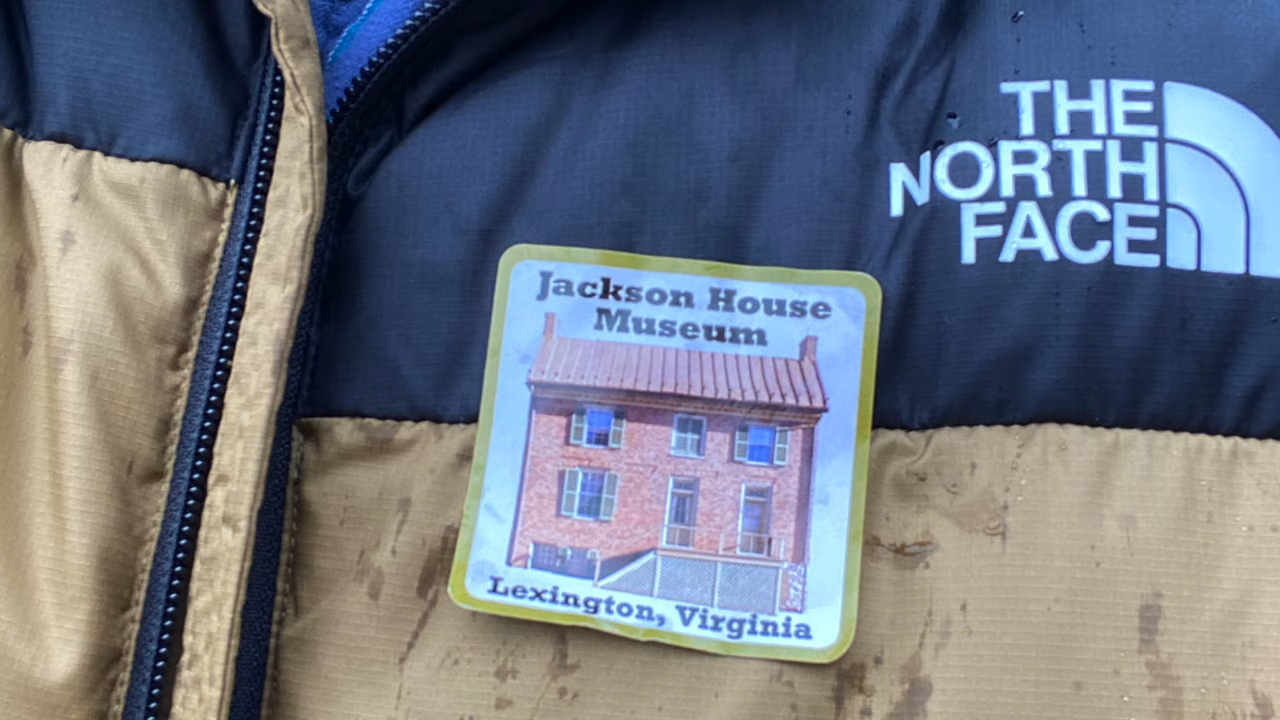 THE
NORTH
FACE
Jackson House
Museum
Lexington, Virginia